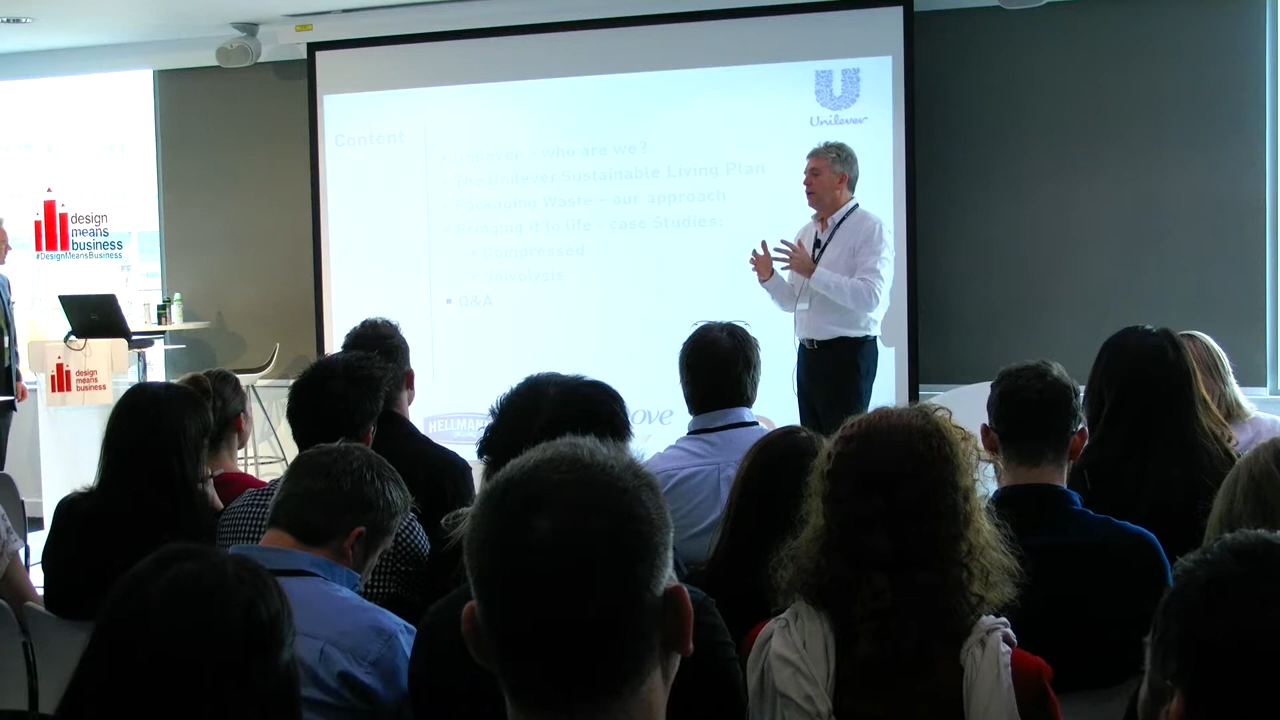 Unilever
Content
Unilever - who are we?
The Unilever Sustainable Living Plan
Packaging Waste - our approach
Bringing it to life - case Studies:
Compressed
• Q&A
design
means
business
#DesignMeansBusiness
design
means
business